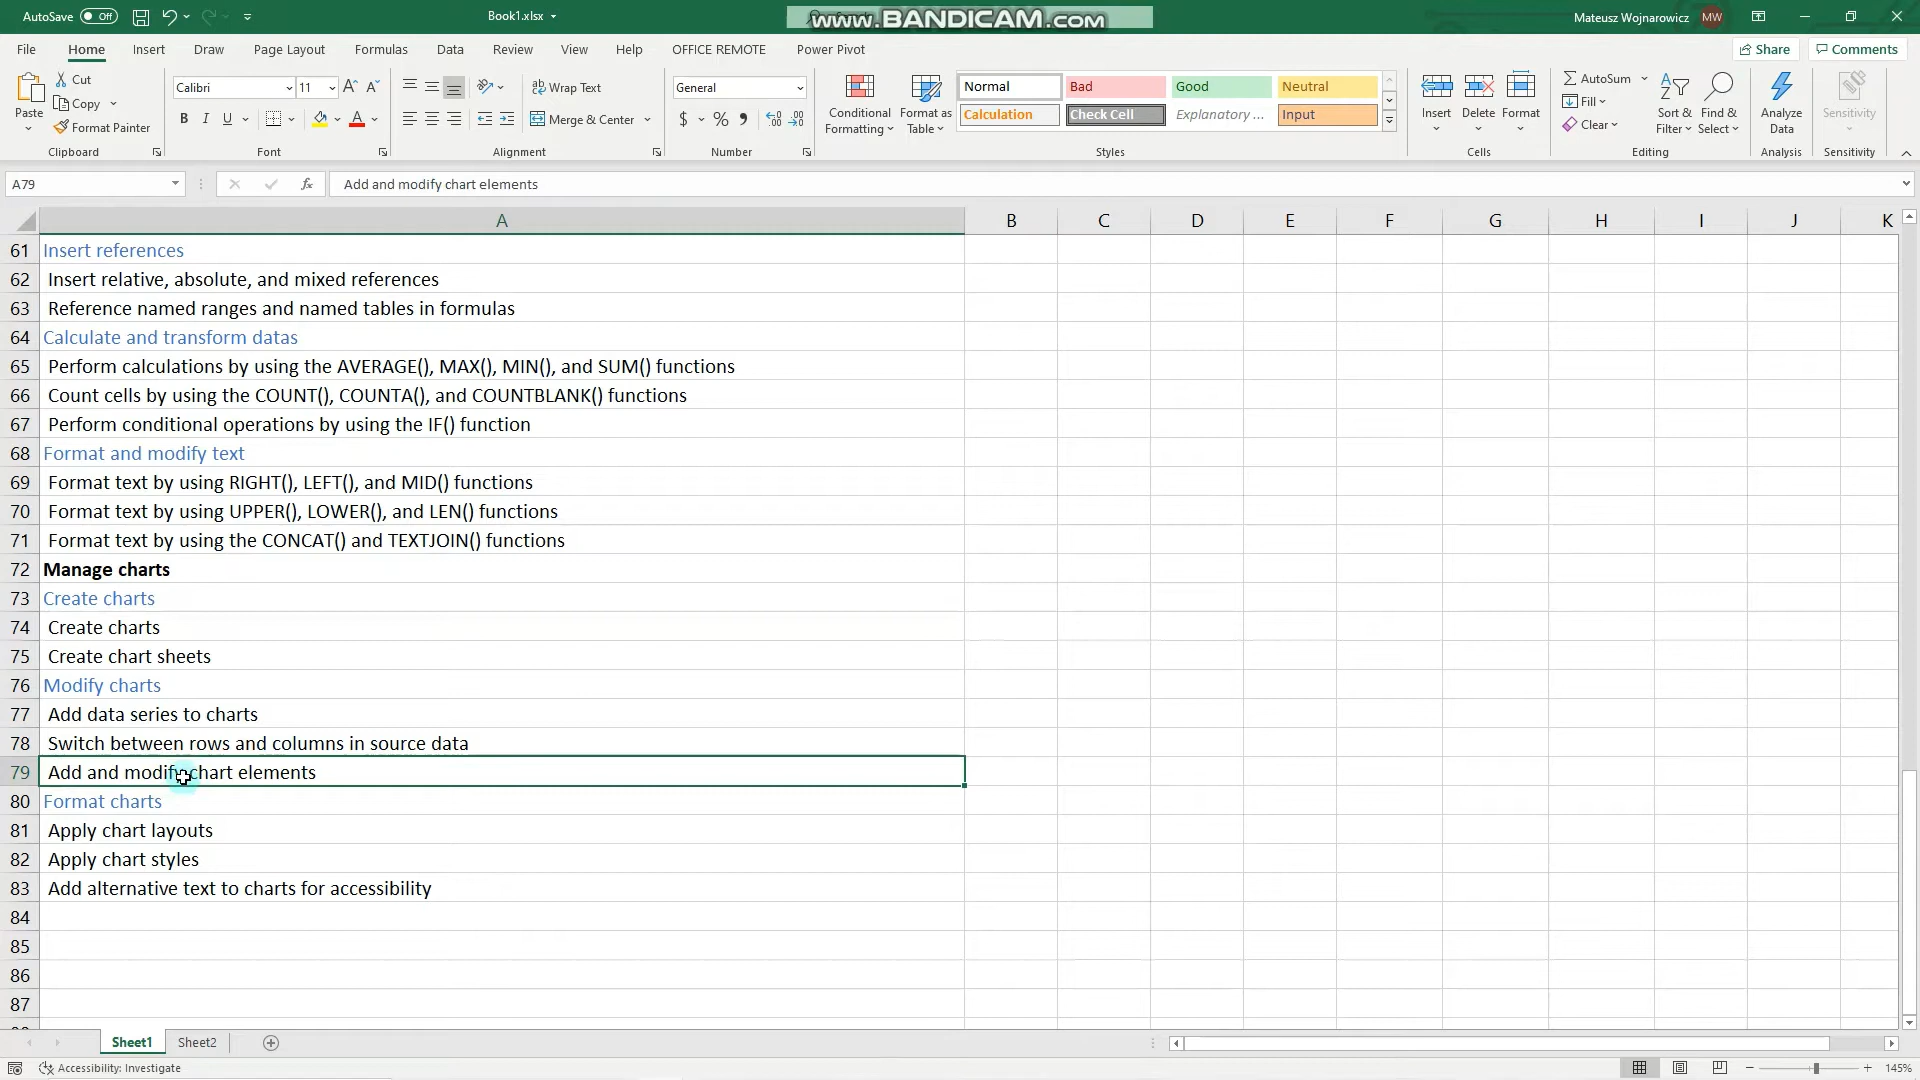 AutoSave Off
Book1.xlsx
www.BANDICAM.com
Mateusz Wojnarowicz MW
File Home Insert Draw Page Layout Formulas Data Review View Help OFFICE REMOTE Power Pivot
Share
Comments
Paste
Cut
Copy
Format Painter
Clipboard
Calibri 11
B I U
Font
Wrap Text
Merge & Center
Alignment
General
$ % ,
Number
Conditional Formatting
Format as Table
Normal Bad Good Neutral
Calculation Check Cell Explanatory ... Input
Styles
Insert Delete Format
Cells
AutoSum
Fill
Clear
Sort & Filter
Find & Select
Editing
Analyze Data
Analysis
Sensitivity
Sensitivity
A79
fx
Add and modify chart elements
A B C D E F G H I J K
61 Insert references
62 Insert relative, absolute, and mixed references
63 Reference named ranges and named tables in formulas
64 Calculate and transform datas
65 Perform calculations by using the AVERAGE(), MAX(), MIN(), and SUM() functions
66 Count cells by using the COUNT(), COUNTA(), and COUNTBLANK() functions
67 Perform conditional operations by using the IF() function
68 Format and modify text
69 Format text by using RIGHT(), LEFT(), and MID() functions
70 Format text by using UPPER(), LOWER(), and LEN() functions
71 Format text by using the CONCAT() and TEXTJOIN() functions
72 Manage charts
73 Create charts
74 Create charts
75 Create chart sheets
76 Modify charts
77 Add data series to charts
78 Switch between rows and columns in source data
79 Add and modify chart elements
80 Format charts
81 Apply chart layouts
82 Apply chart styles
83 Add alternative text to charts for accessibility
84
85
86
87
Sheet1 Sheet2
Accessibility: Investigate
145%